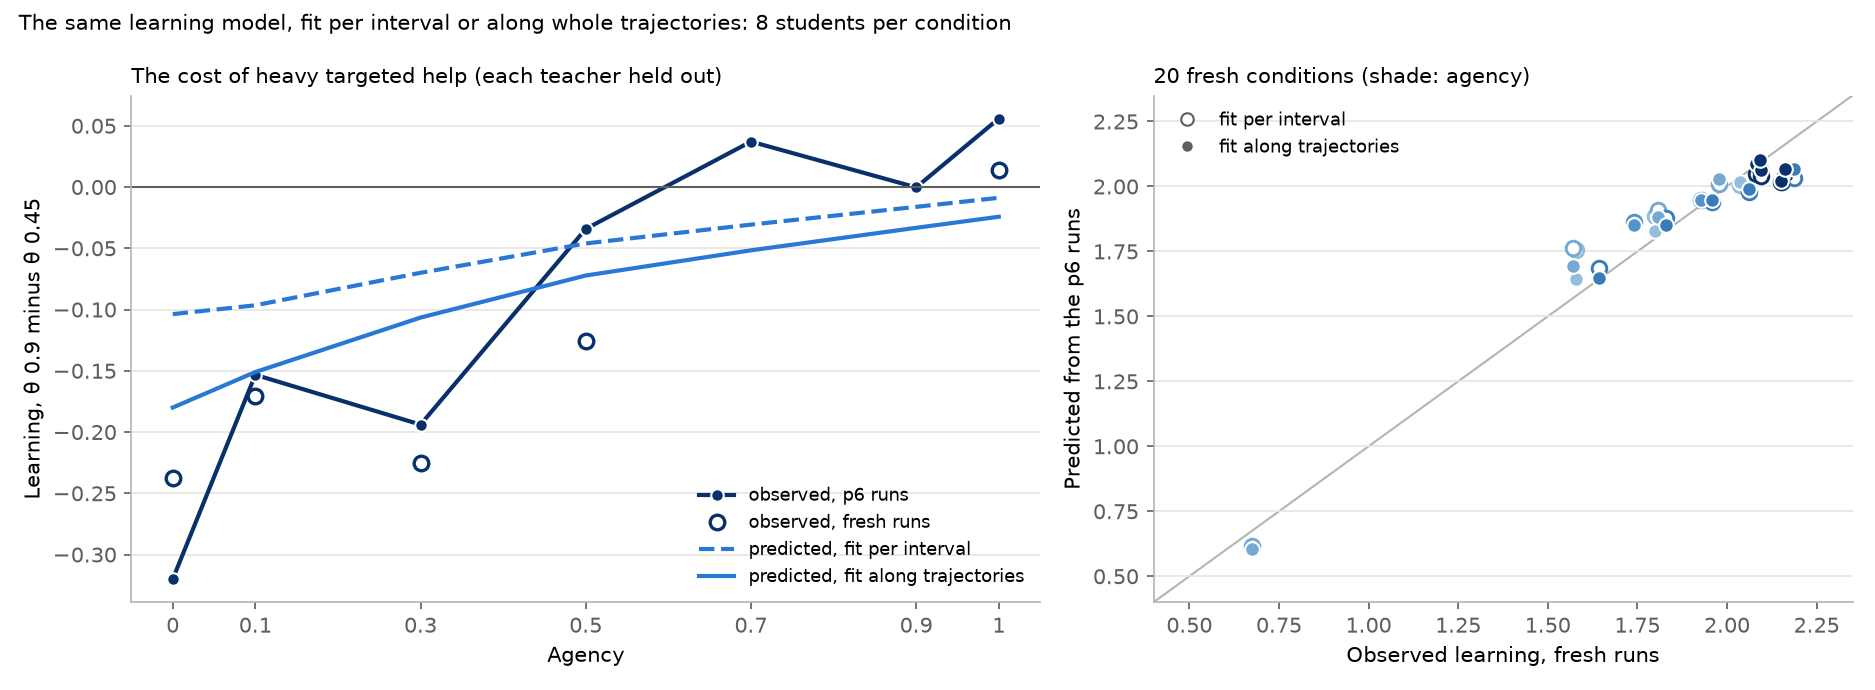 The same learning model, fit per interval or along whole trajectories: 8 students per condition
The cost of heavy targeted help (each teacher held out)
Learning, θ 0.9 minus θ 0.45
0.05
0.00
−0.05
−0.10
−0.15
−0.20
−0.25
−0.30
observed, p6 runs
observed, fresh runs
predicted, fit per interval
predicted, fit along trajectories
0 0.1 0.3 0.5 0.7 0.9 1
Agency
20 fresh conditions (shade: agency)
fit per interval
fit along trajectories
Predicted from the p6 runs
2.25
2.00
1.75
1.50
1.25
1.00
0.75
0.50
0.50 0.75 1.00 1.25 1.50 1.75 2.00 2.25
Observed learning, fresh runs